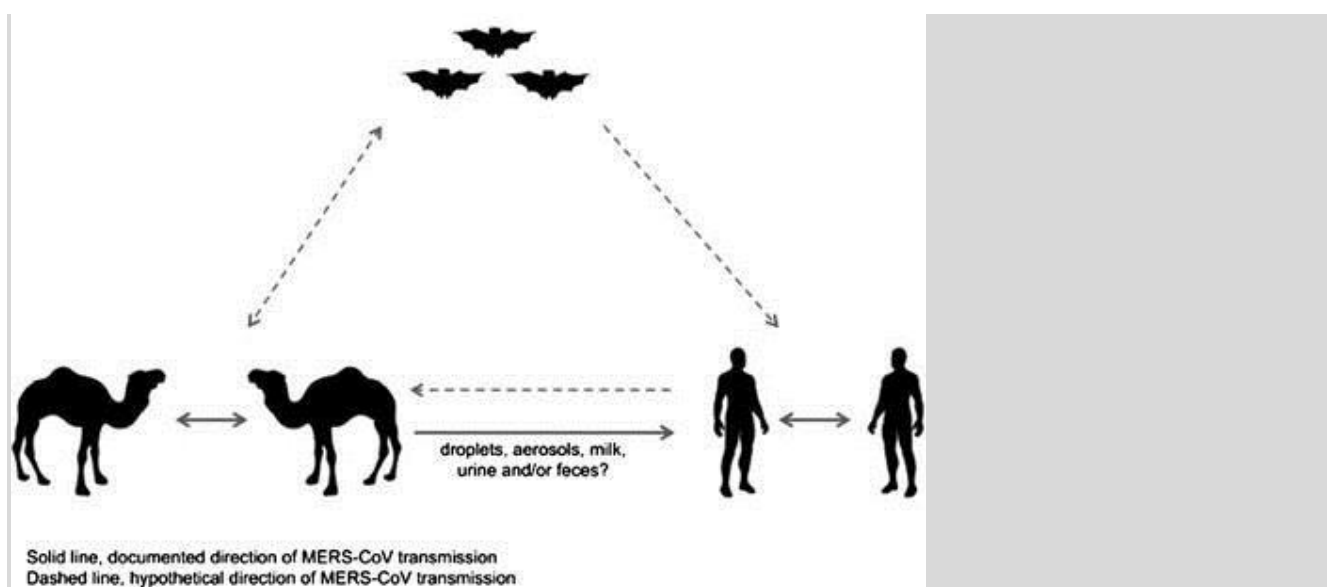 droplets, aerosols, milk,
urine and/or feces?
Solid line, documented direction of MERS-CoV transmission
Dashed line, hypothetical direction of MERS-CoV transmission